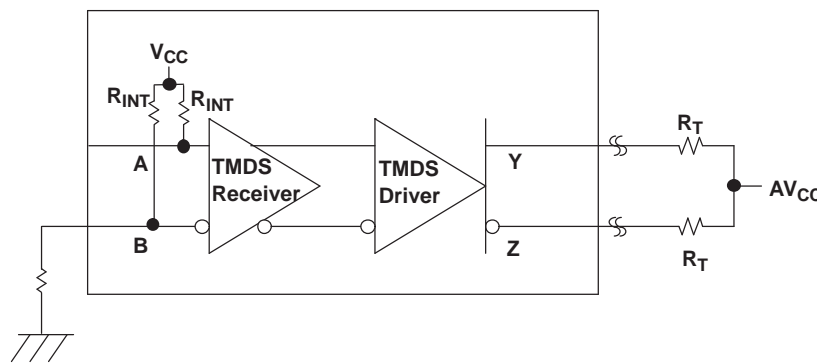 VCC
RINT
RINT
A
TMDS
Receiver
TMDS
Driver
Y
RT
AVCC
B
Z
RT